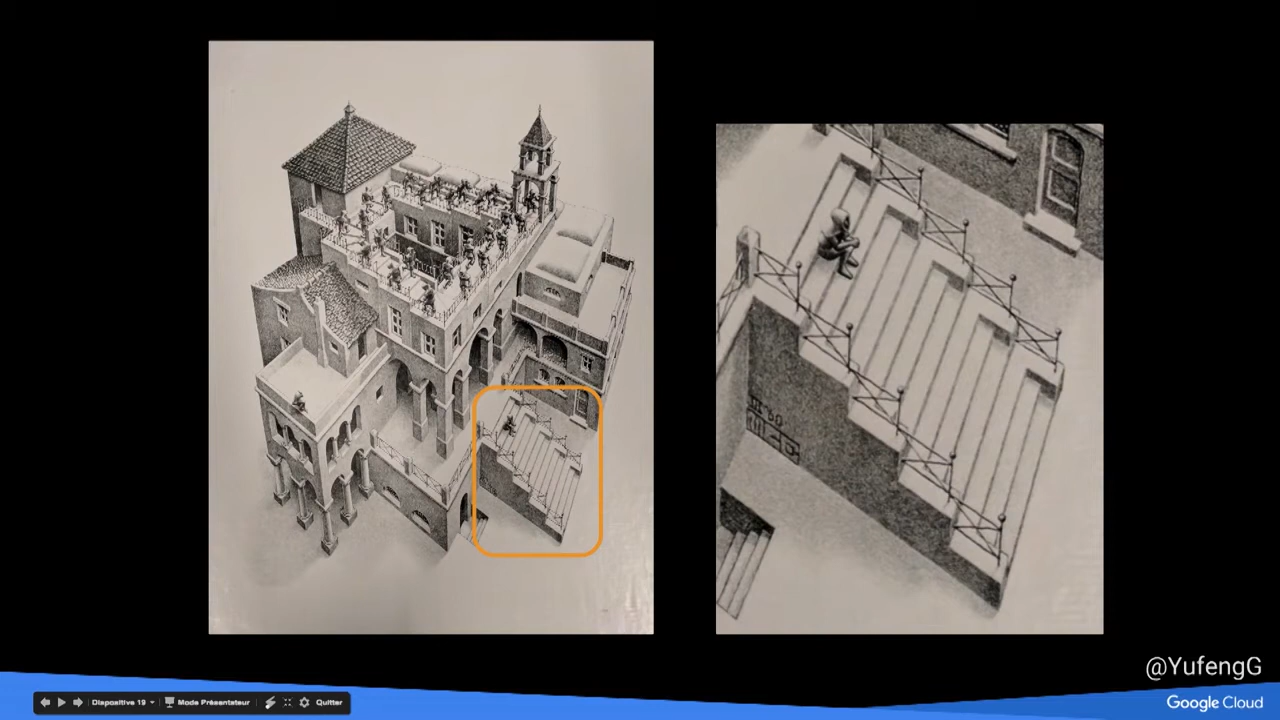 @YufengG
Google Cloud
Diapositive 19
Mode Présentateur
Quitter